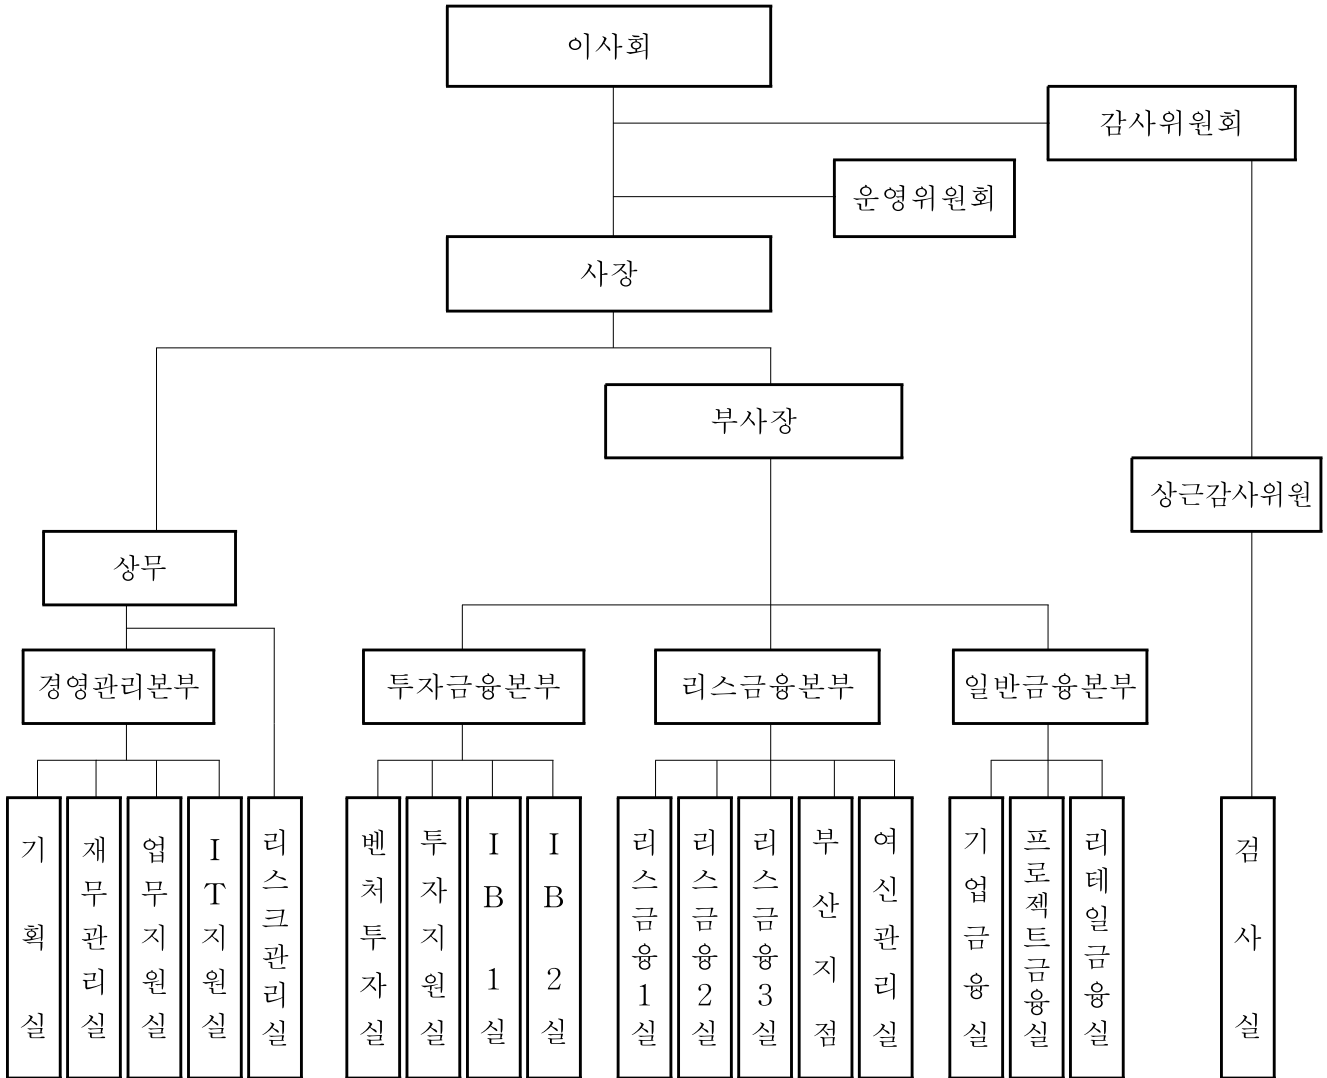 이사회
감사위원회
운영위원회
사장
부사장
상근감사위원
상무
경영관리본부
투자금융본부
리스금융본부
일반금융본부
기획실
재무관리실
업무지원실
IT지원실
리스크관리실
벤처투자실
투자지원실
IB 1실
IB 2실
리스금융1실
리스금융2실
리스금융3실
부산지점
여신관리실
기업금융실
프로젝트금융실
리테일금융실
검사실